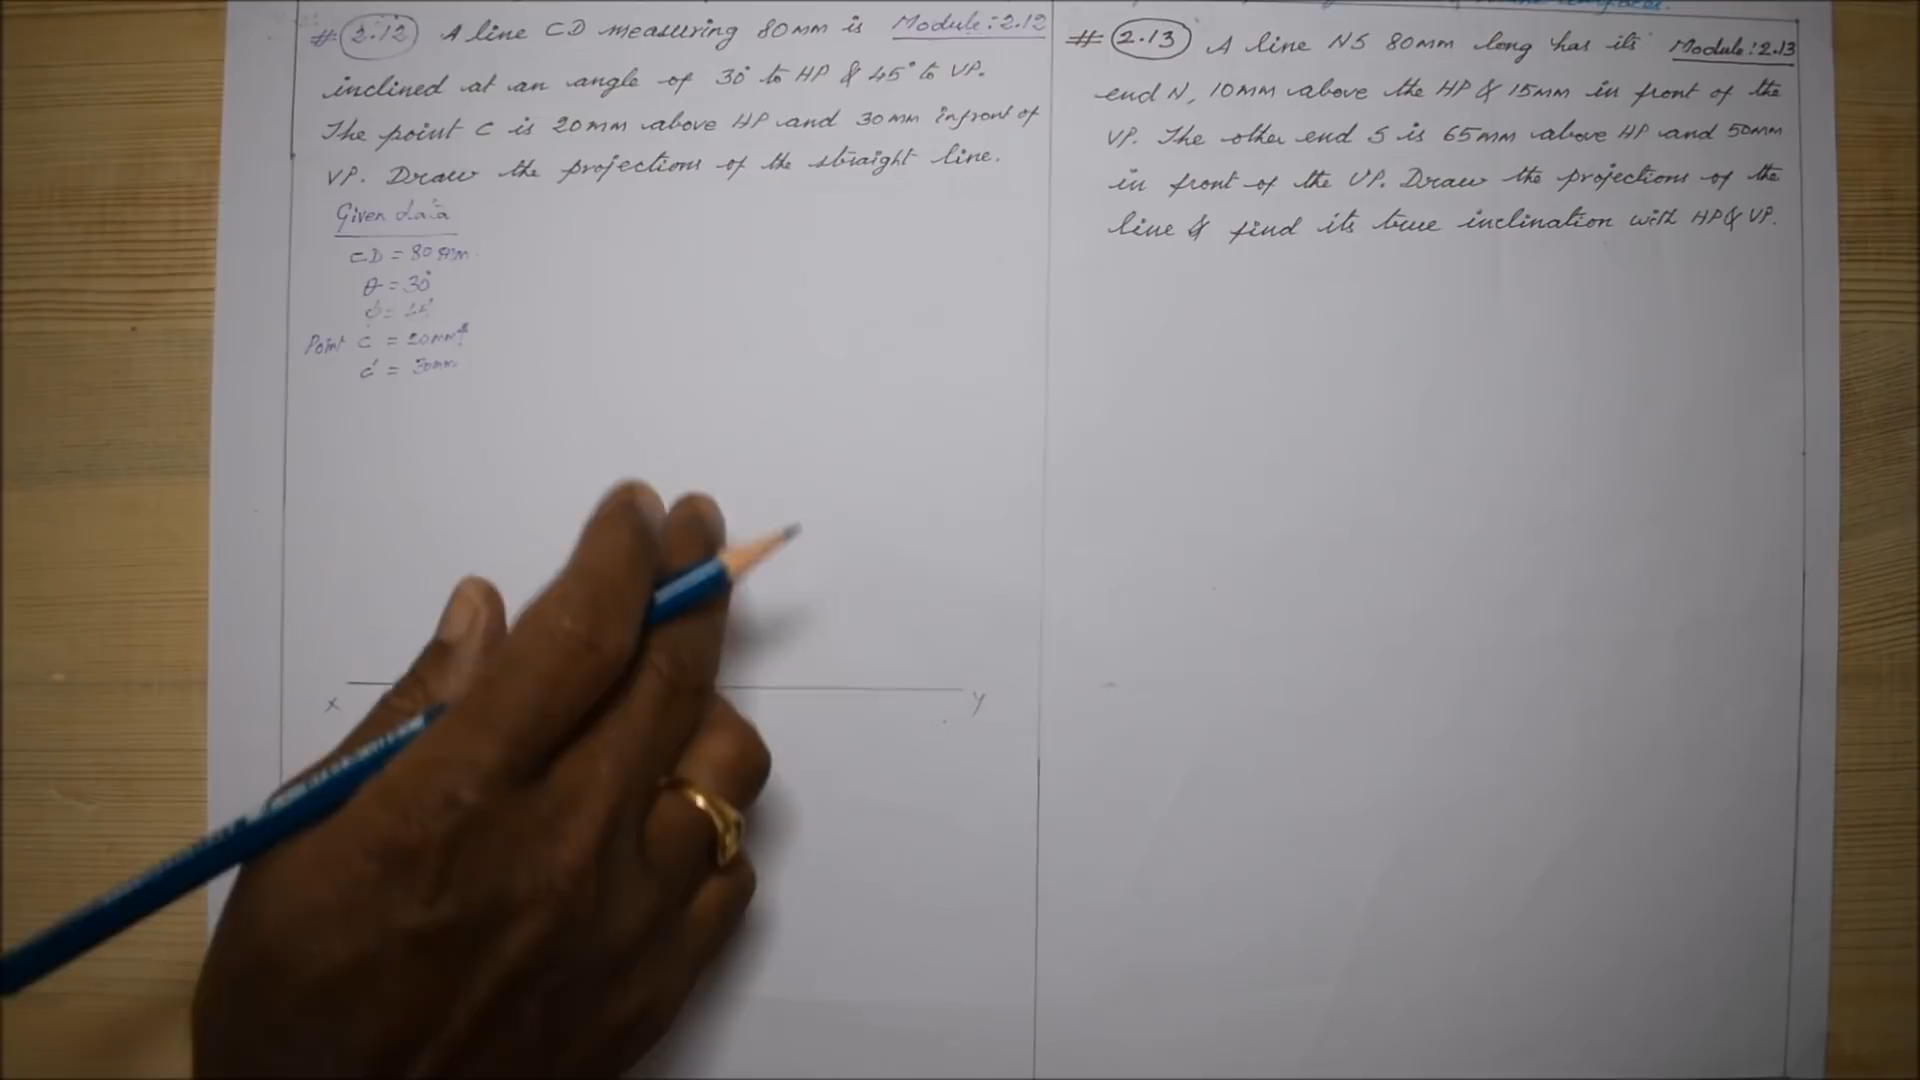 # 2.12 A line CD measuring 80mm is Module:2.12
inclined at an angle of 30° to HP & 45° to VP.
The point C is 20mm above HP and 30mm infront of
VP. Draw the projections of the straight line.
Given data
CD = 80mm.
θ = 30°
Point C = 20mm↑
c' = 30mm
X
Y
# 2.13 A line NS 80mm long has its Module:2.13
end N, 10mm above the HP & 15mm in front of the
VP. The other end S is 65mm above HP and 50mm
in front of the VP. Draw the projections of the
line & find its true inclination with HP & VP.